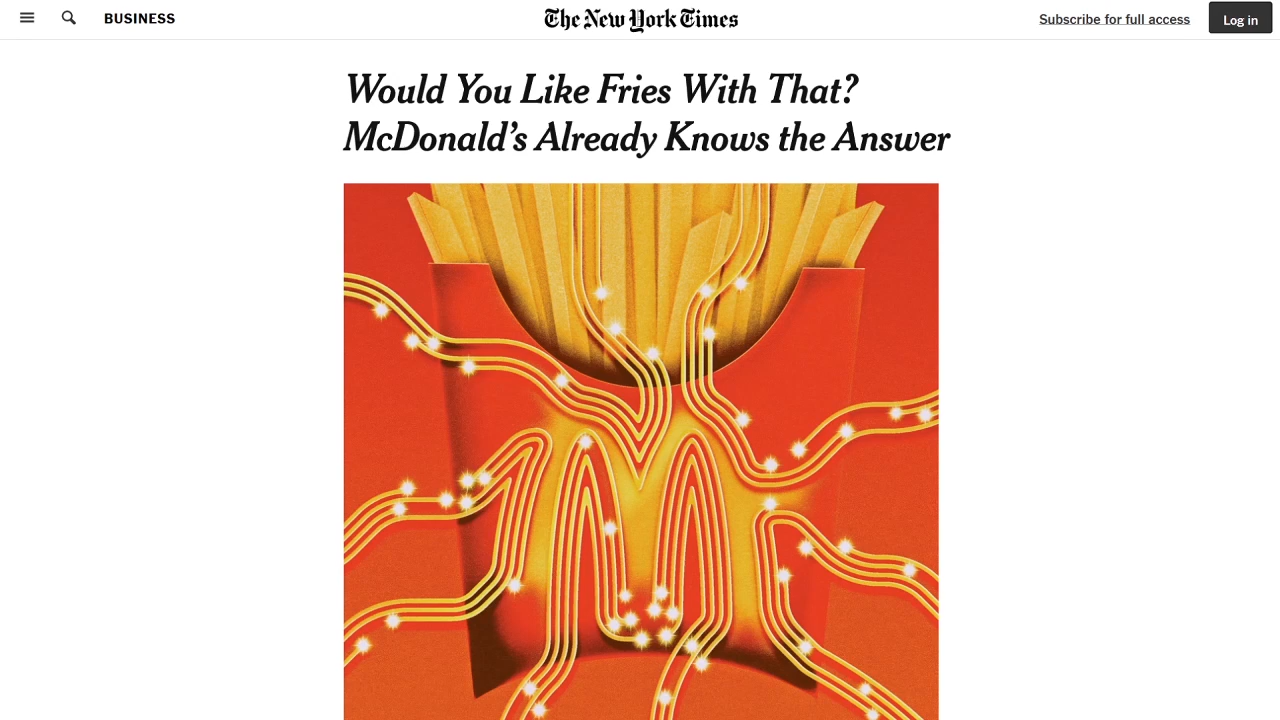 BUSINESS
The New York Times
Subscribe for full access
Log in
Would You Like Fries With That?
McDonald’s Already Knows the Answer